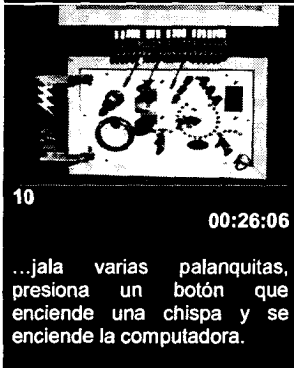 10
00:26:06
...jala varias palanquitas,
presiona un botón que
enciende una chispa y se
enciende la computadora.